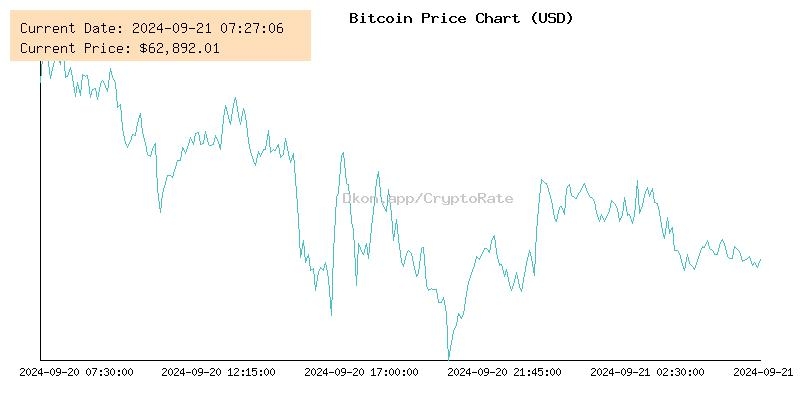 Bitcoin Price Chart (USD)
Current Date: 2024-09-21 07:27:06
Current Price: $62,892.01
Dkon.app/CryptoRate
2024-09-20 07:30:00
2024-09-20 12:15:00
2024-09-20 17:00:00
2024-09-20 21:45:00
2024-09-21 02:30:00
2024-09-21